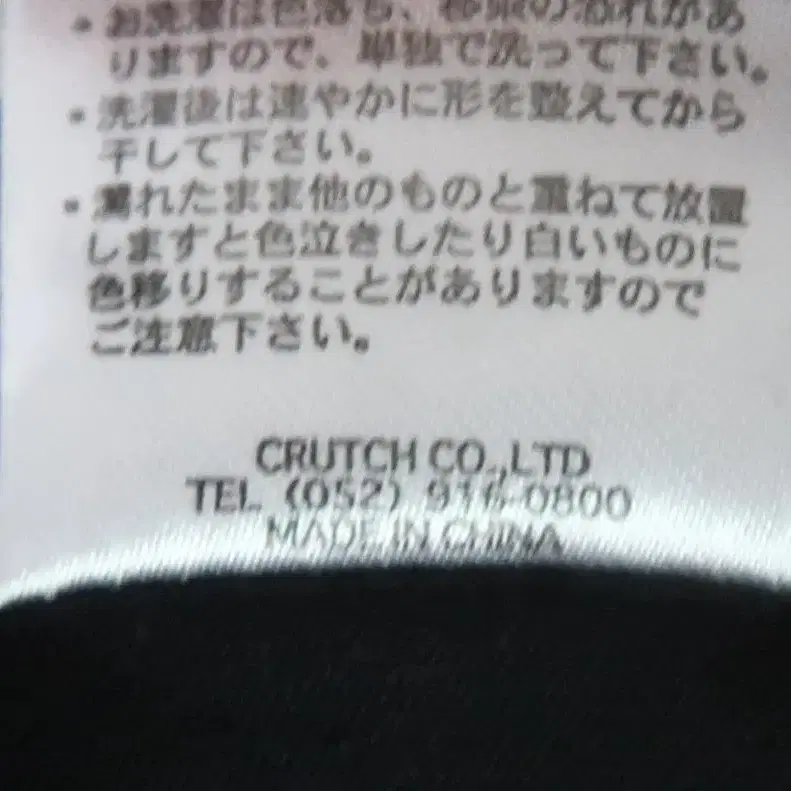 ・お洗濯は色落ち、移染の恐れがあ
りますので、単独で洗って下さい。
・洗濯後は速やかに形を整えてから
干して下さい。
・濡れたまま他のものと重ねて放置
しますと色泣きしたり白いものに
色移りすることがありますので
ご注意下さい。
CRUTCH CO.,LTD
TEL (052) 916-0800
MADE IN CHINA